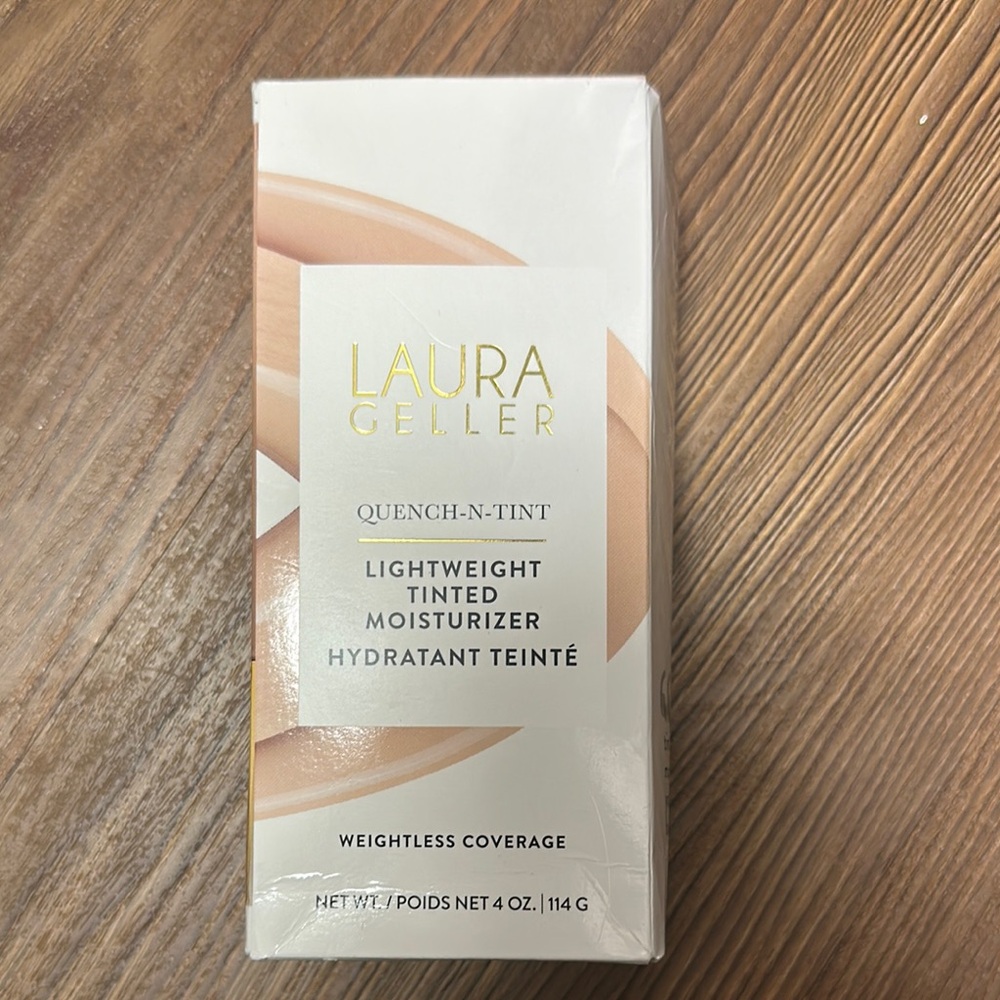 LAURA
GELLER
QUENCH-N-TINT
LIGHTWEIGHT
TINTED
MOISTURIZER
HYDRATANT TEINTÉ
WEIGHTLESS COVERAGE
NET WT. / POIDS NET 4 OZ. | 114 G